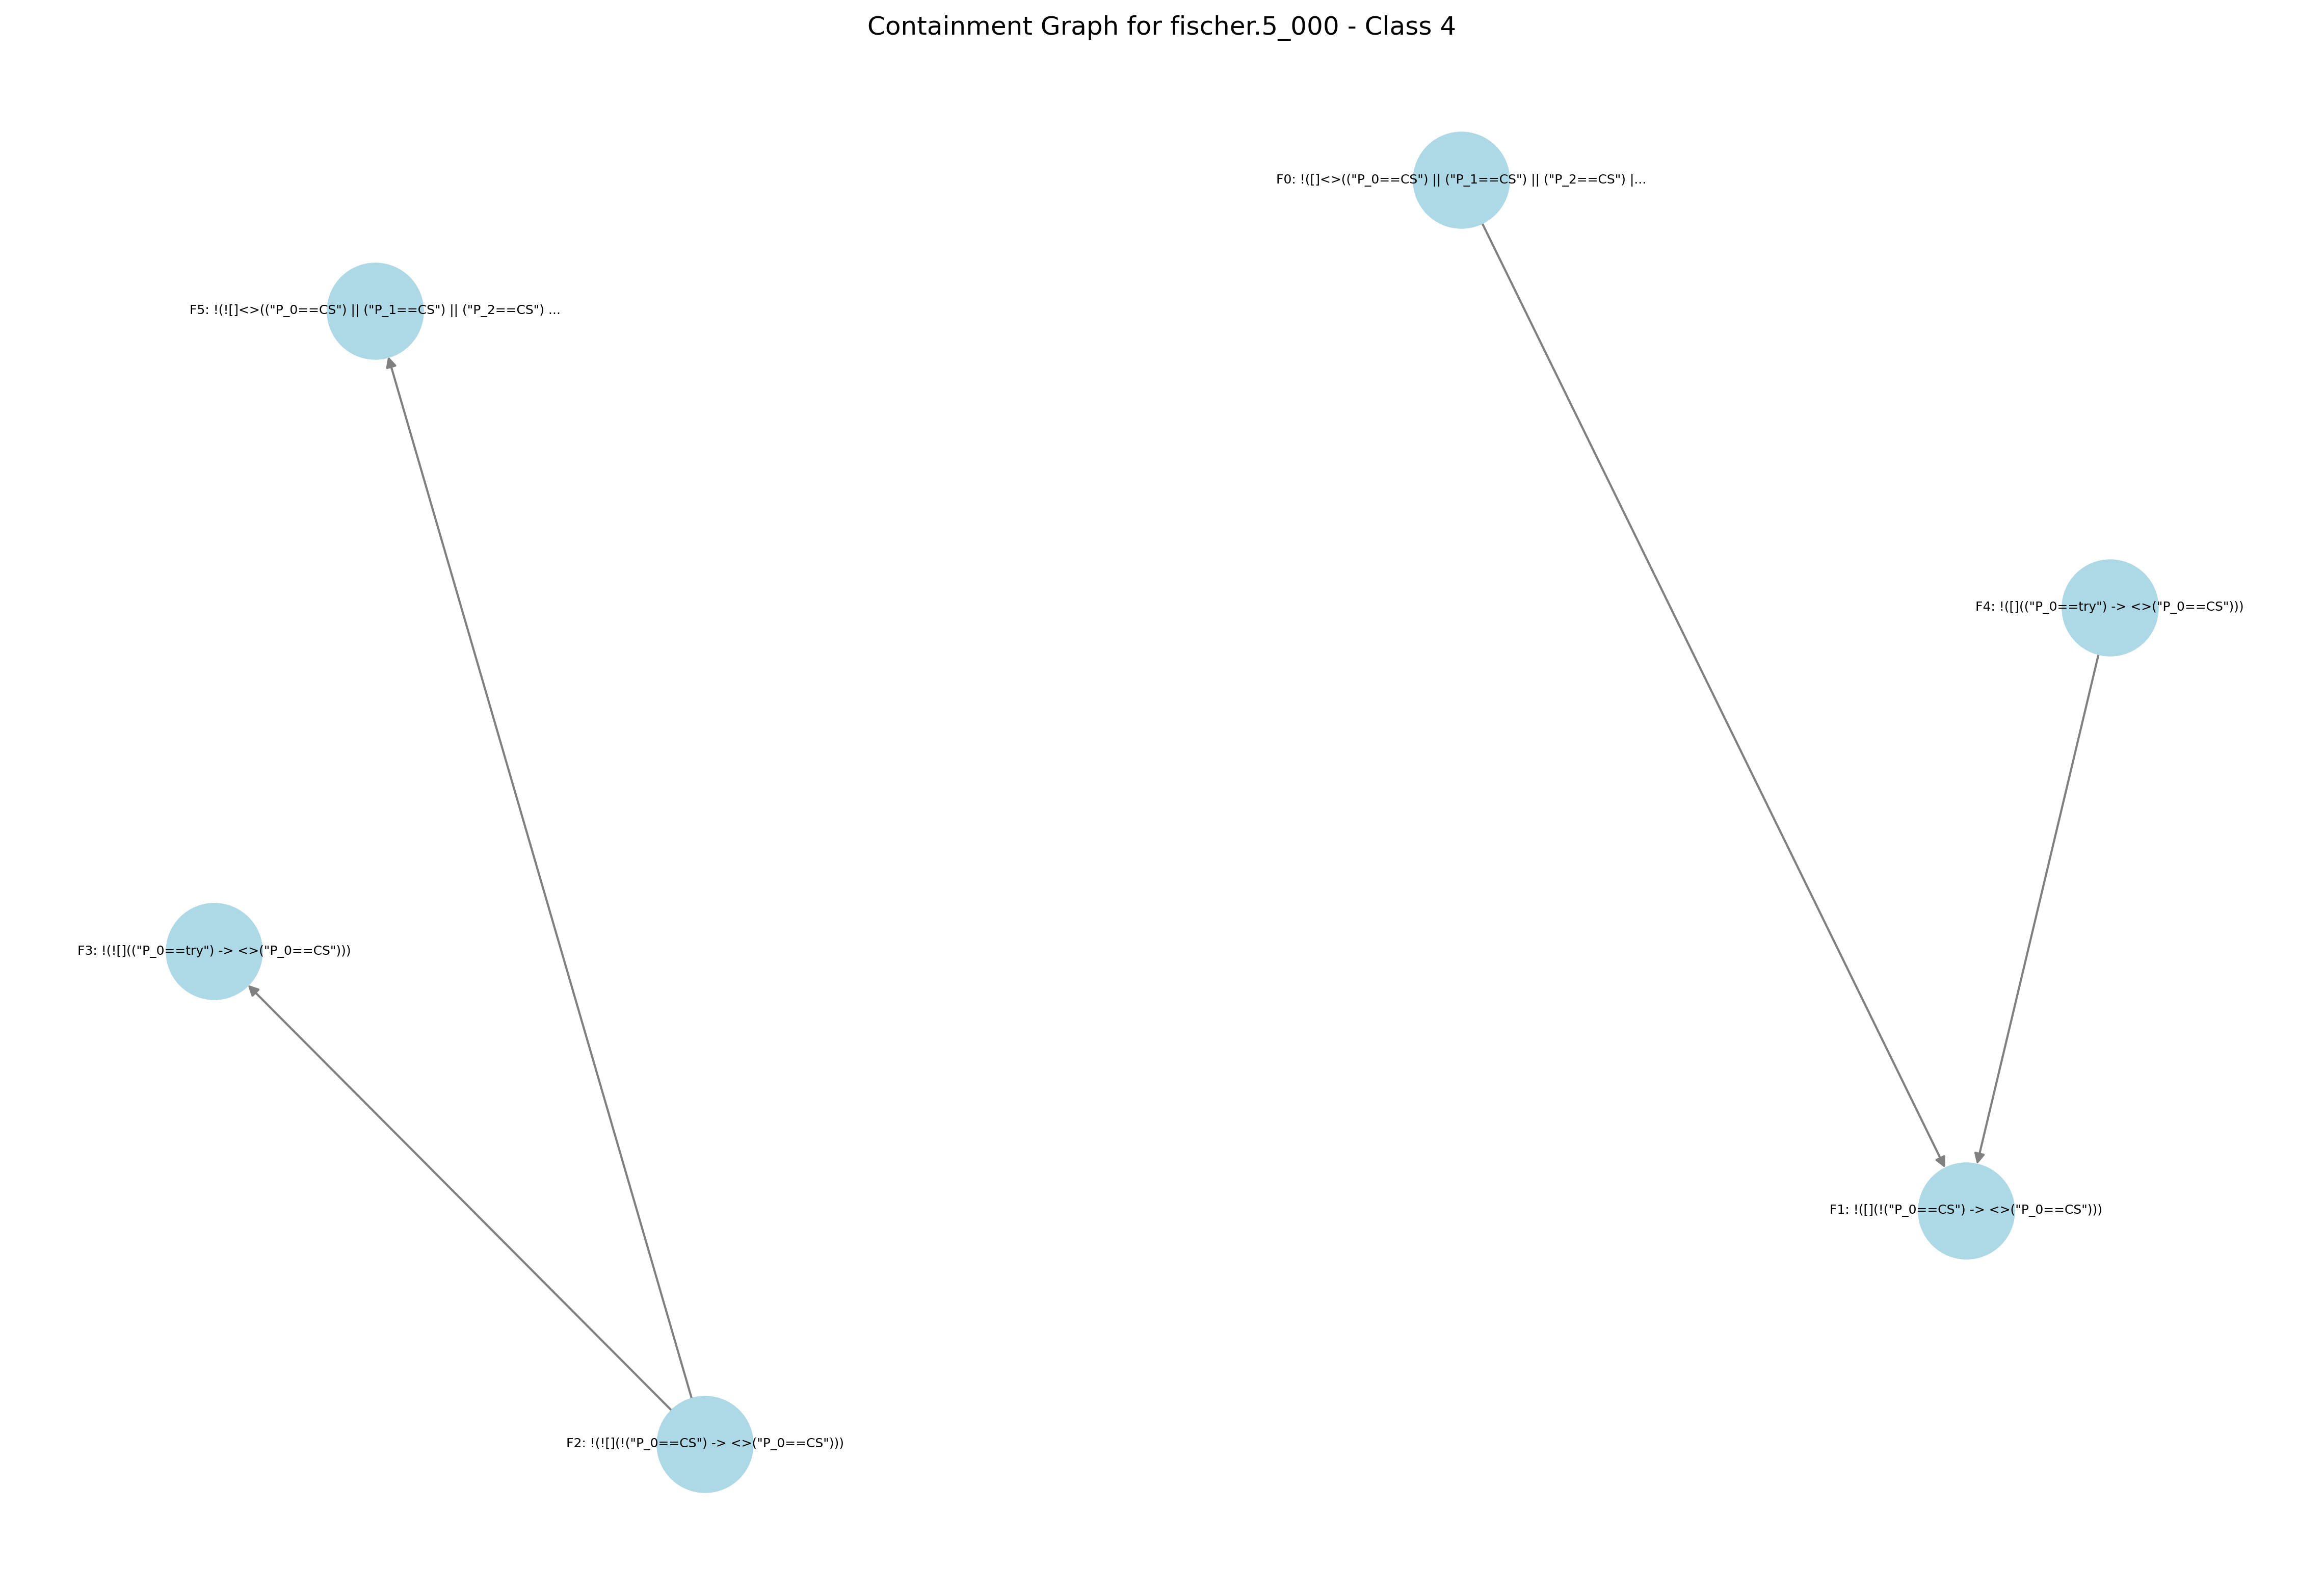 Containment Graph for fischer.5_000 - Class 4
F0: !([]<>(("P_0==CS") || ("P_1==CS") || ("P_2==CS") |...
F5: !(![]<>(("P_0==CS") || ("P_1==CS") || ("P_2==CS") ...
F4: !([](("P_0==try") -> <>("P_0==CS")))
F3: !(![](("P_0==try") -> <>("P_0==CS")))
F1: !([](!("P_0==CS") -> <>("P_0==CS")))
F2: !(![](!("P_0==CS") -> <>("P_0==CS")))